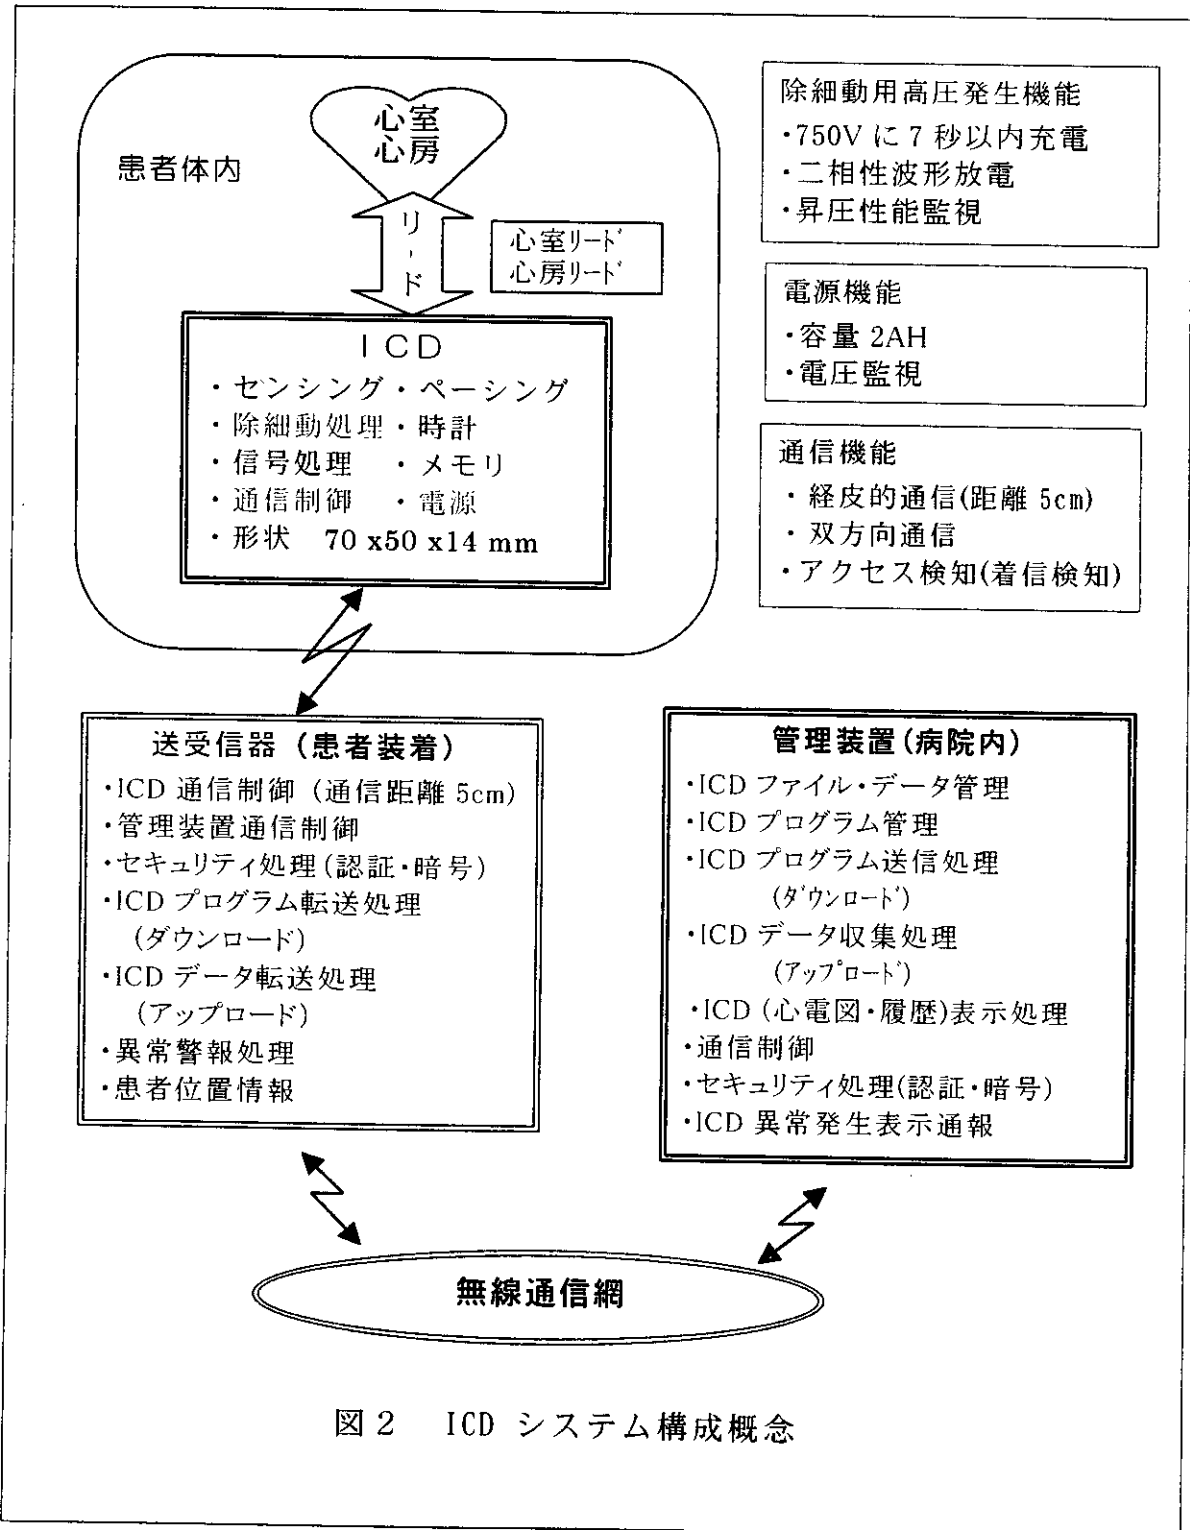 心室
心房
患者体内
リード
心室リード
心房リード
ICD
・センシング・ペーシング
・除細動処理・時計
・信号処理 ・メモリ
・通信制御 ・電源
・形状 70 x50 x14 mm
除細動用高圧発生機能
・750V に 7 秒以内充電
・二相性波形放電
・昇圧性能監視
電源機能
・容量 2AH
・電圧監視
通信機能
・経皮的通信(距離 5cm)
・双方向通信
・アクセス検知(着信検知)
送受信器（患者装着）
・ICD 通信制御 (通信距離 5cm)
・管理装置通信制御
・セキュリティ処理(認証・暗号)
・ICD プログラム転送処理
(ダウンロード)
・ICD データ転送処理
(アップロード)
・異常警報処理
・患者位置情報
管理装置(病院内)
・ICD ファイル・データ管理
・ICD プログラム管理
・ICD プログラム送信処理
(ダウンロード)
・ICD データ収集処理
(アップロード)
・ICD (心電図・履歴)表示処理
・通信制御
・セキュリティ処理(認証・暗号)
・ICD 異常発生表示通報
無線通信網
図２ ICD システム構成概念